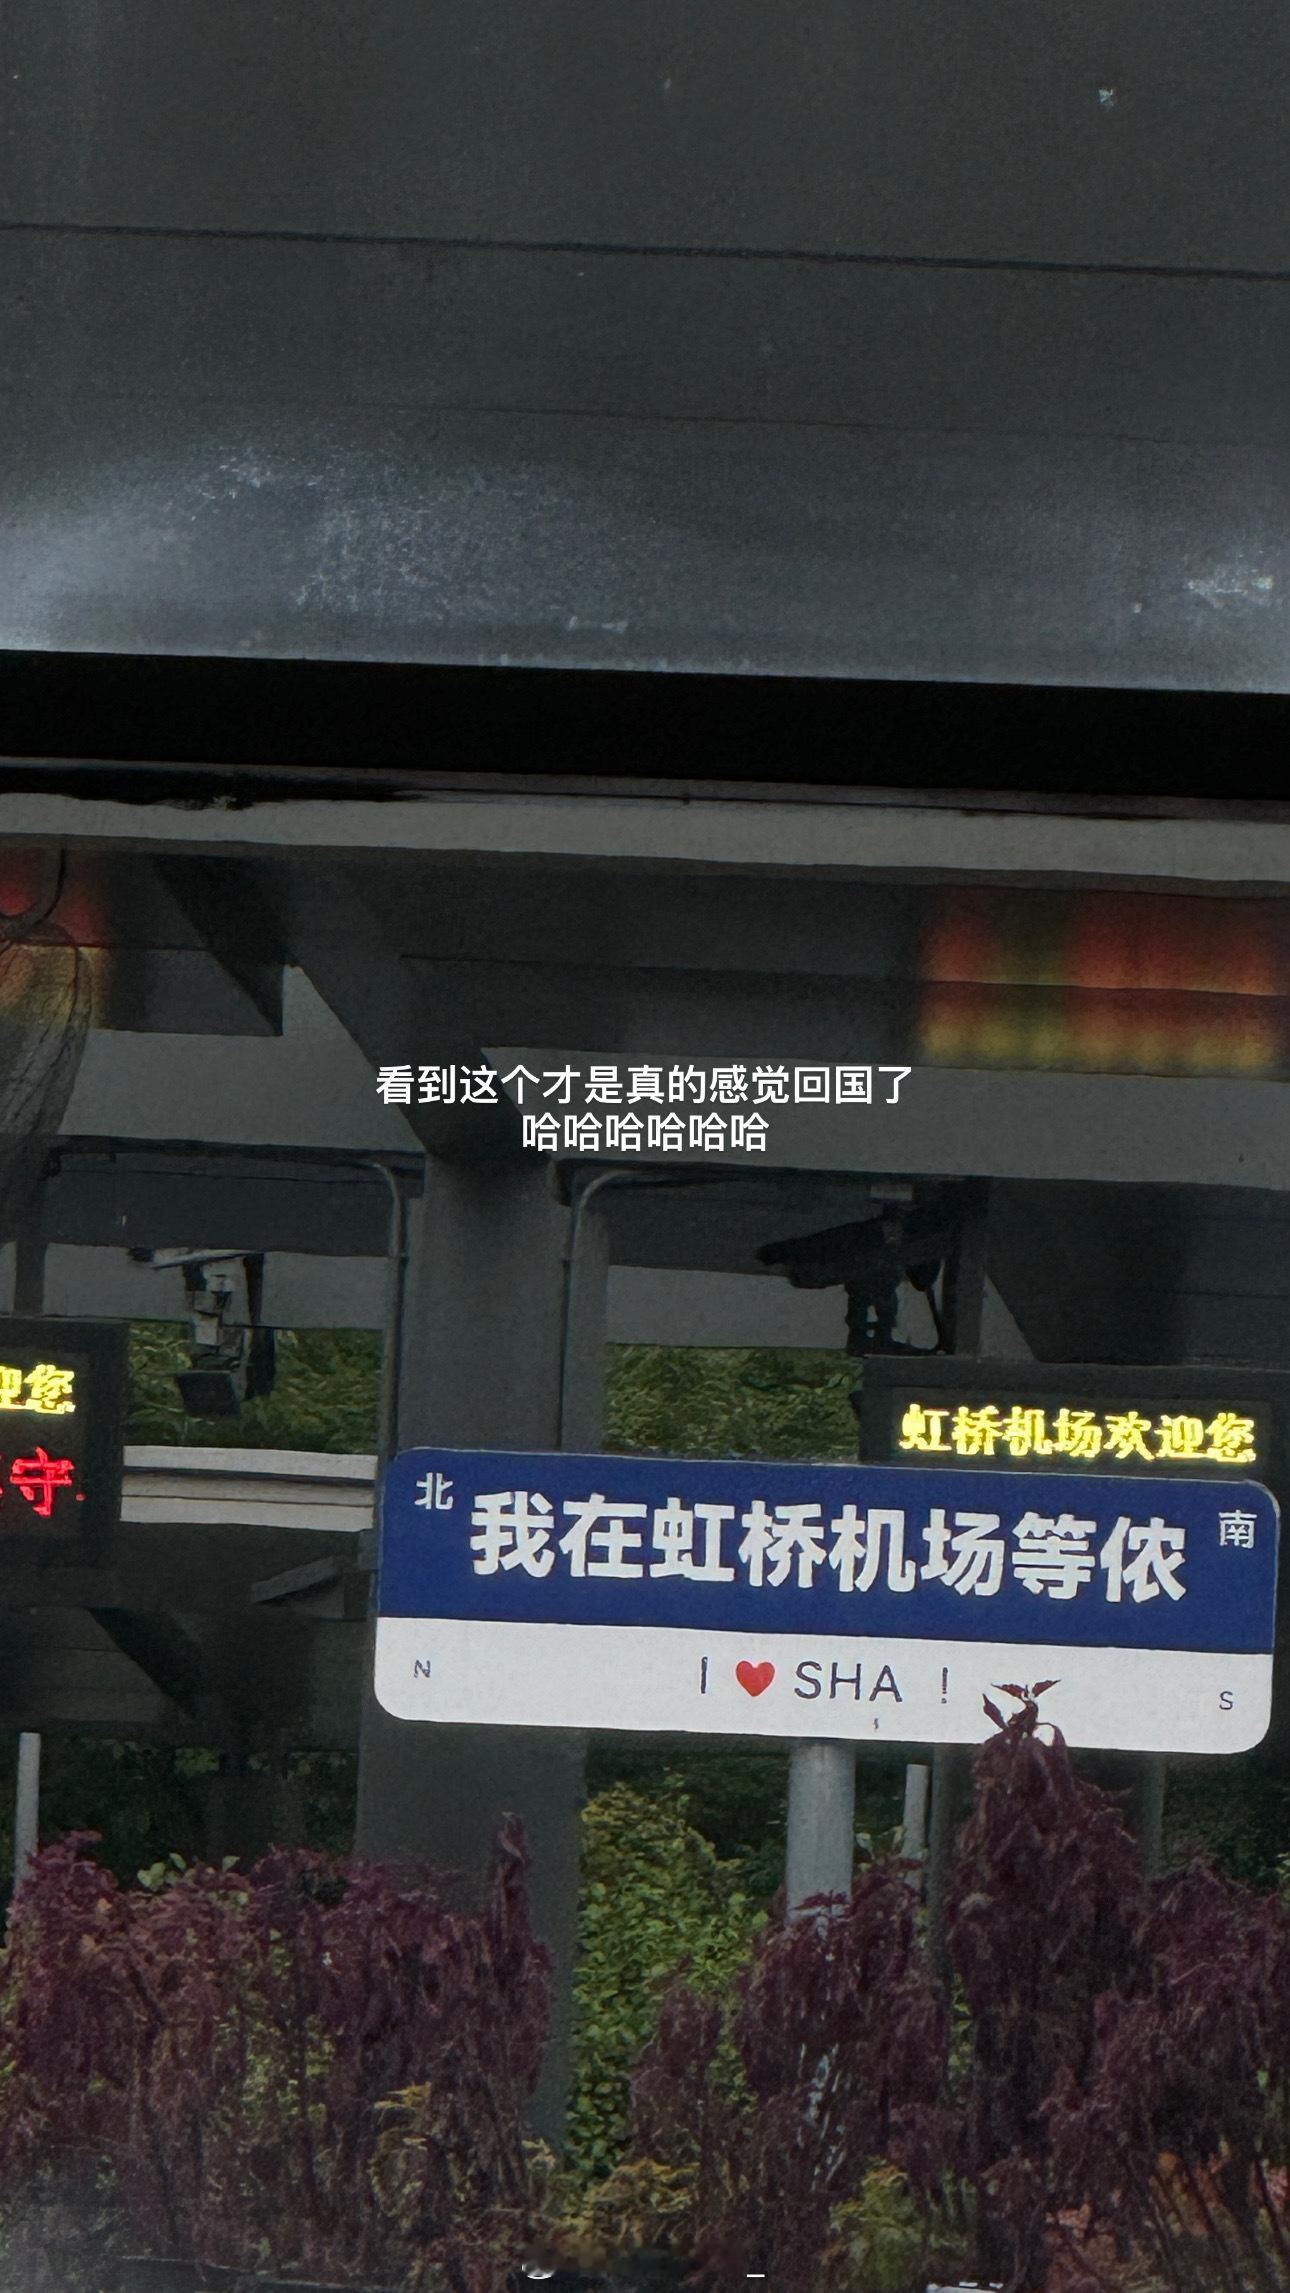 看到这个才是真的感觉回国了
哈哈哈哈哈哈
迎您
守
虹桥机场欢迎您
北 我在虹桥机场等侬 南
N I ❤ SHA ! S